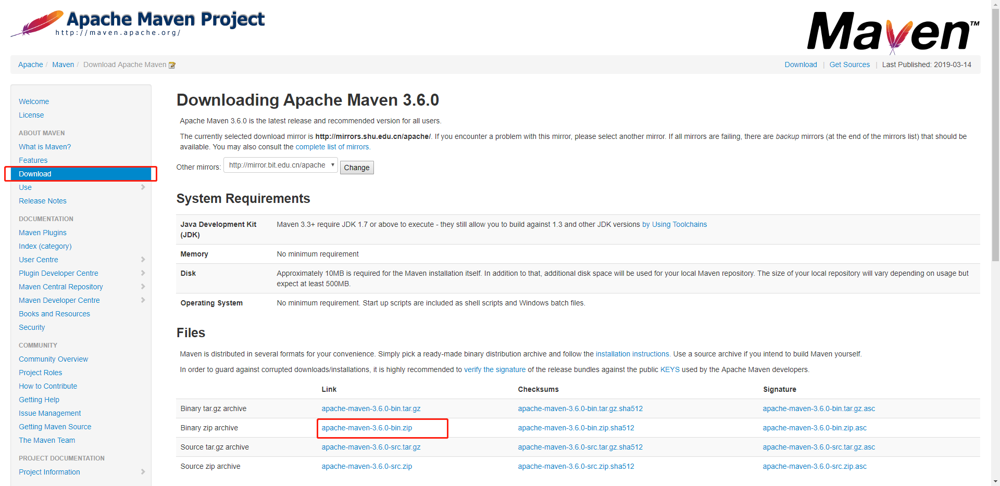 Apache Maven Project
http://maven.apache.org/
Maven™
Apache / Maven / Download Apache Maven
Download | Get Sources | Last Published: 2019-03-14
Welcome
License
ABOUT MAVEN
What is Maven?
Features
Download
Use
Release Notes
DOCUMENTATION
Maven Plugins
Index (category)
User Centre
Plugin Developer Centre
Maven Central Repository
Maven Developer Centre
Books and Resources
Security
COMMUNITY
Community Overview
Project Roles
How to Contribute
Getting Help
Issue Management
Getting Maven Source
The Maven Team
PROJECT DOCUMENTATION
Project Information
Downloading Apache Maven 3.6.0
Apache Maven 3.6.0 is the latest release and recommended version for all users.
The currently selected download mirror is http://mirrors.shu.edu.cn/apache/. If you encounter a problem with this mirror, please select another mirror. If all mirrors are failing, there are backup mirrors (at the end of the mirrors list) that should be
available. You may also consult the complete list of mirrors.
Other mirrors: http://mirror.bit.edu.cn/apache Change
System Requirements
Java Development Kit Maven 3.3+ require JDK 1.7 or above to execute - they still allow you to build against 1.3 and other JDK versions by Using Toolchains
(JDK)
Memory No minimum requirement
Disk Approximately 10MB is required for the Maven installation itself. In addition to that, additional disk space will be used for your local Maven repository. The size of your local repository will vary depending on usage but
expect at least 500MB.
Operating System No minimum requirement. Start up scripts are included as shell scripts and Windows batch files.
Files
Maven is distributed in several formats for your convenience. Simply pick a ready-made binary distribution archive and follow the installation instructions. Use a source archive if you intend to build Maven yourself.
In order to guard against corrupted downloads/installations, it is highly recommended to verify the signature of the release bundles against the public KEYS used by the Apache Maven developers.
Link Checksums Signature
Binary tar.gz archive apache-maven-3.6.0-bin.tar.gz apache-maven-3.6.0-bin.tar.gz.sha512 apache-maven-3.6.0-bin.tar.gz.asc
Binary zip archive apache-maven-3.6.0-bin.zip apache-maven-3.6.0-bin.zip.sha512 apache-maven-3.6.0-bin.zip.asc
Source tar.gz archive apache-maven-3.6.0-src.tar.gz apache-maven-3.6.0-src.tar.gz.sha512 apache-maven-3.6.0-src.tar.gz.asc
Source zip archive apache-maven-3.6.0-src.zip apache-maven-3.6.0-src.zip.sha512 apache-maven-3.6.0-src.zip.asc